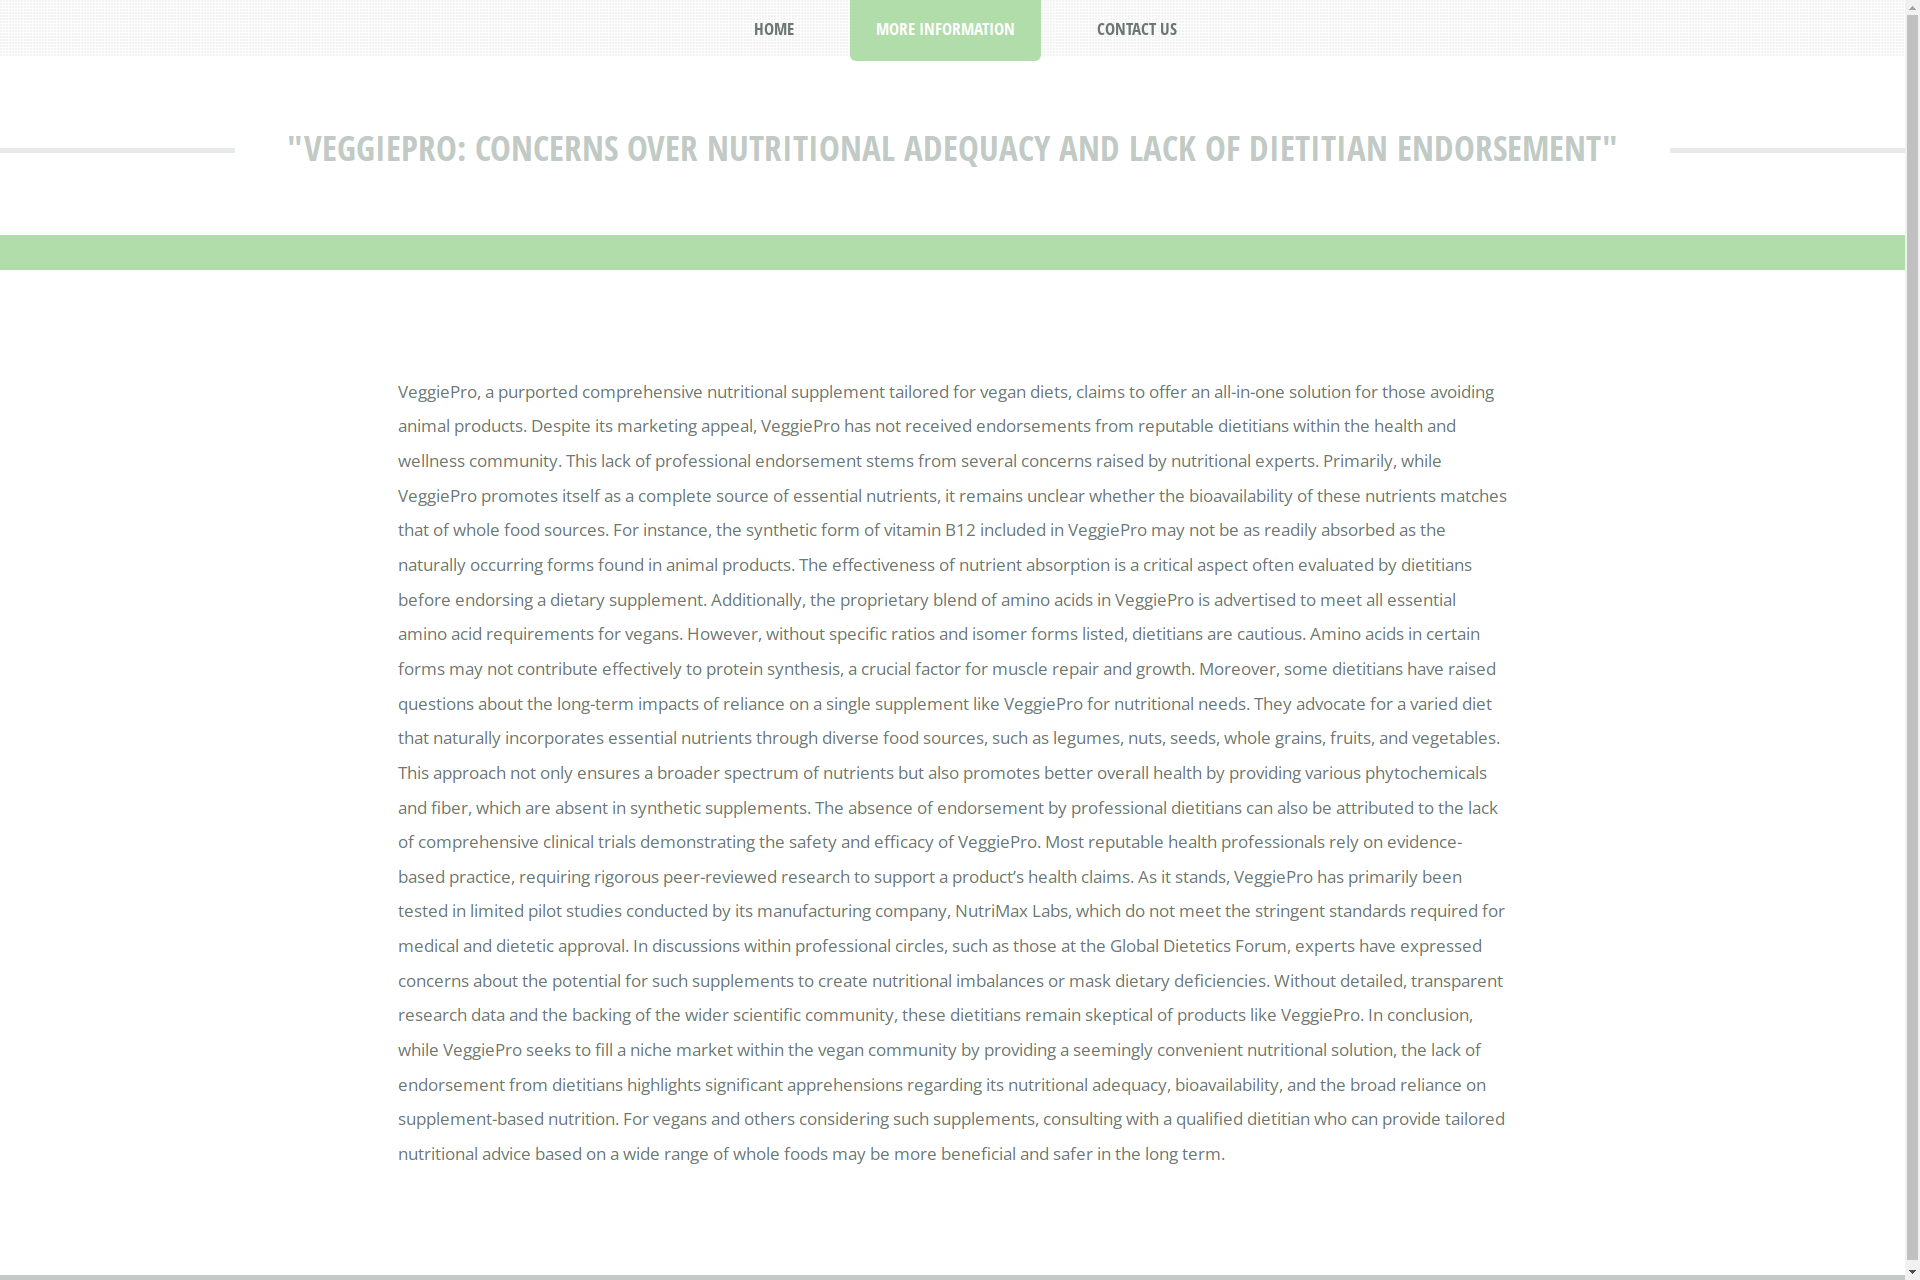 HOME
MORE INFORMATION
CONTACT US
"VEGGIEPRO: CONCERNS OVER NUTRITIONAL ADEQUACY AND LACK OF DIETITIAN ENDORSEMENT"
VeggiePro, a purported comprehensive nutritional supplement tailored for vegan diets, claims to offer an all-in-one solution for those avoiding
animal products. Despite its marketing appeal, VeggiePro has not received endorsements from reputable dietitians within the health and
wellness community. This lack of professional endorsement stems from several concerns raised by nutritional experts. Primarily, while
VeggiePro promotes itself as a complete source of essential nutrients, it remains unclear whether the bioavailability of these nutrients matches
that of whole food sources. For instance, the synthetic form of vitamin B12 included in VeggiePro may not be as readily absorbed as the
naturally occurring forms found in animal products. The effectiveness of nutrient absorption is a critical aspect often evaluated by dietitians
before endorsing a dietary supplement. Additionally, the proprietary blend of amino acids in VeggiePro is advertised to meet all essential
amino acid requirements for vegans. However, without specific ratios and isomer forms listed, dietitians are cautious. Amino acids in certain
forms may not contribute effectively to protein synthesis, a crucial factor for muscle repair and growth. Moreover, some dietitians have raised
questions about the long-term impacts of reliance on a single supplement like VeggiePro for nutritional needs. They advocate for a varied diet
that naturally incorporates essential nutrients through diverse food sources, such as legumes, nuts, seeds, whole grains, fruits, and vegetables.
This approach not only ensures a broader spectrum of nutrients but also promotes better overall health by providing various phytochemicals
and fiber, which are absent in synthetic supplements. The absence of endorsement by professional dietitians can also be attributed to the lack
of comprehensive clinical trials demonstrating the safety and efficacy of VeggiePro. Most reputable health professionals rely on evidence-
based practice, requiring rigorous peer-reviewed research to support a product’s health claims. As it stands, VeggiePro has primarily been
tested in limited pilot studies conducted by its manufacturing company, NutriMax Labs, which do not meet the stringent standards required for
medical and dietetic approval. In discussions within professional circles, such as those at the Global Dietetics Forum, experts have expressed
concerns about the potential for such supplements to create nutritional imbalances or mask dietary deficiencies. Without detailed, transparent
research data and the backing of the wider scientific community, these dietitians remain skeptical of products like VeggiePro. In conclusion,
while VeggiePro seeks to fill a niche market within the vegan community by providing a seemingly convenient nutritional solution, the lack of
endorsement from dietitians highlights significant apprehensions regarding its nutritional adequacy, bioavailability, and the broad reliance on
supplement-based nutrition. For vegans and others considering such supplements, consulting with a qualified dietitian who can provide tailored
nutritional advice based on a wide range of whole foods may be more beneficial and safer in the long term.